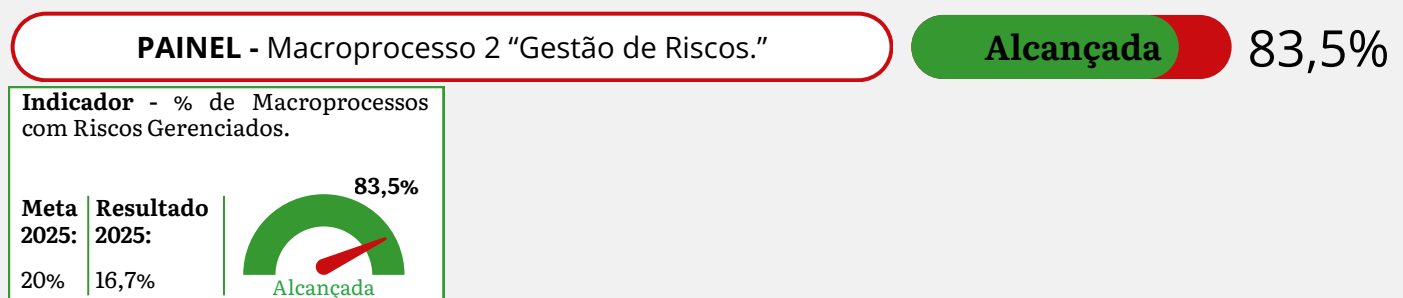 PAINEL - Macroprocesso 2 “Gestão de Riscos.”
Alcançada
83,5%
Indicador - % de Macroprocessos
com Riscos Gerenciados.
83,5%
Meta
2025:
20%
Resultado
2025:
16,7%
Alcançada